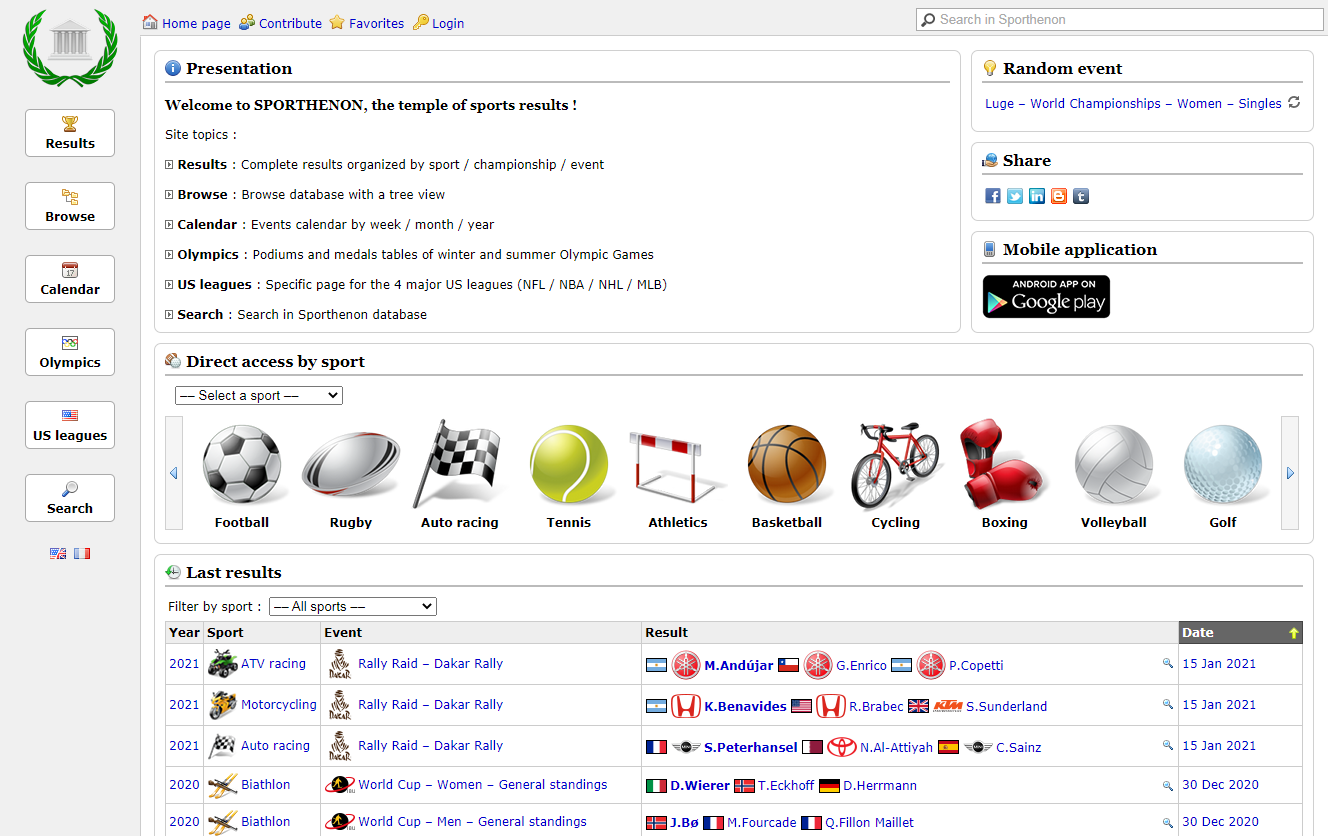 Home page Contribute Favorites Login
Search in Sporthenon
Results
Browse
17
Calendar
Olympics
US leagues
Search
Presentation
Welcome to SPORTHENON, the temple of sports results !
Site topics :
Results : Complete results organized by sport / championship / event
Browse : Browse database with a tree view
Calendar : Events calendar by week / month / year
Olympics : Podiums and medals tables of winter and summer Olympic Games
US leagues : Specific page for the 4 major US leagues (NFL / NBA / NHL / MLB)
Search : Search in Sporthenon database
Random event
Luge – World Championships – Women – Singles
Share
Mobile application
ANDROID APP ON
Google play
Direct access by sport
–– Select a sport ––
Football Rugby Auto racing Tennis Athletics Basketball Cycling Boxing Volleyball Golf
Last results
Filter by sport : –– All sports ––
Year Sport Event Result Date
2021 ATV racing DAKAR Rally Raid – Dakar Rally M.Andújar G.Enrico P.Copetti 15 Jan 2021
2021 Motorcycling DAKAR Rally Raid – Dakar Rally K.Benavides R.Brabec KTM S.Sunderland 15 Jan 2021
2021 Auto racing DAKAR Rally Raid – Dakar Rally S.Peterhansel N.Al-Attiyah C.Sainz 15 Jan 2021
2020 Biathlon IBU World Cup – Women – General standings D.Wierer T.Eckhoff D.Herrmann 30 Dec 2020
2020 Biathlon IBU World Cup – Men – General standings J.Bø M.Fourcade Q.Fillon Maillet 30 Dec 2020